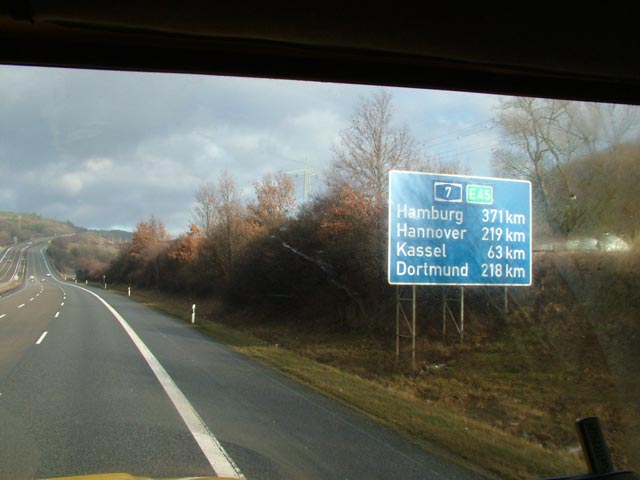 7 E45
Hamburg 371 km
Hannover 219 km
Kassel 63 km
Dortmund 218 km